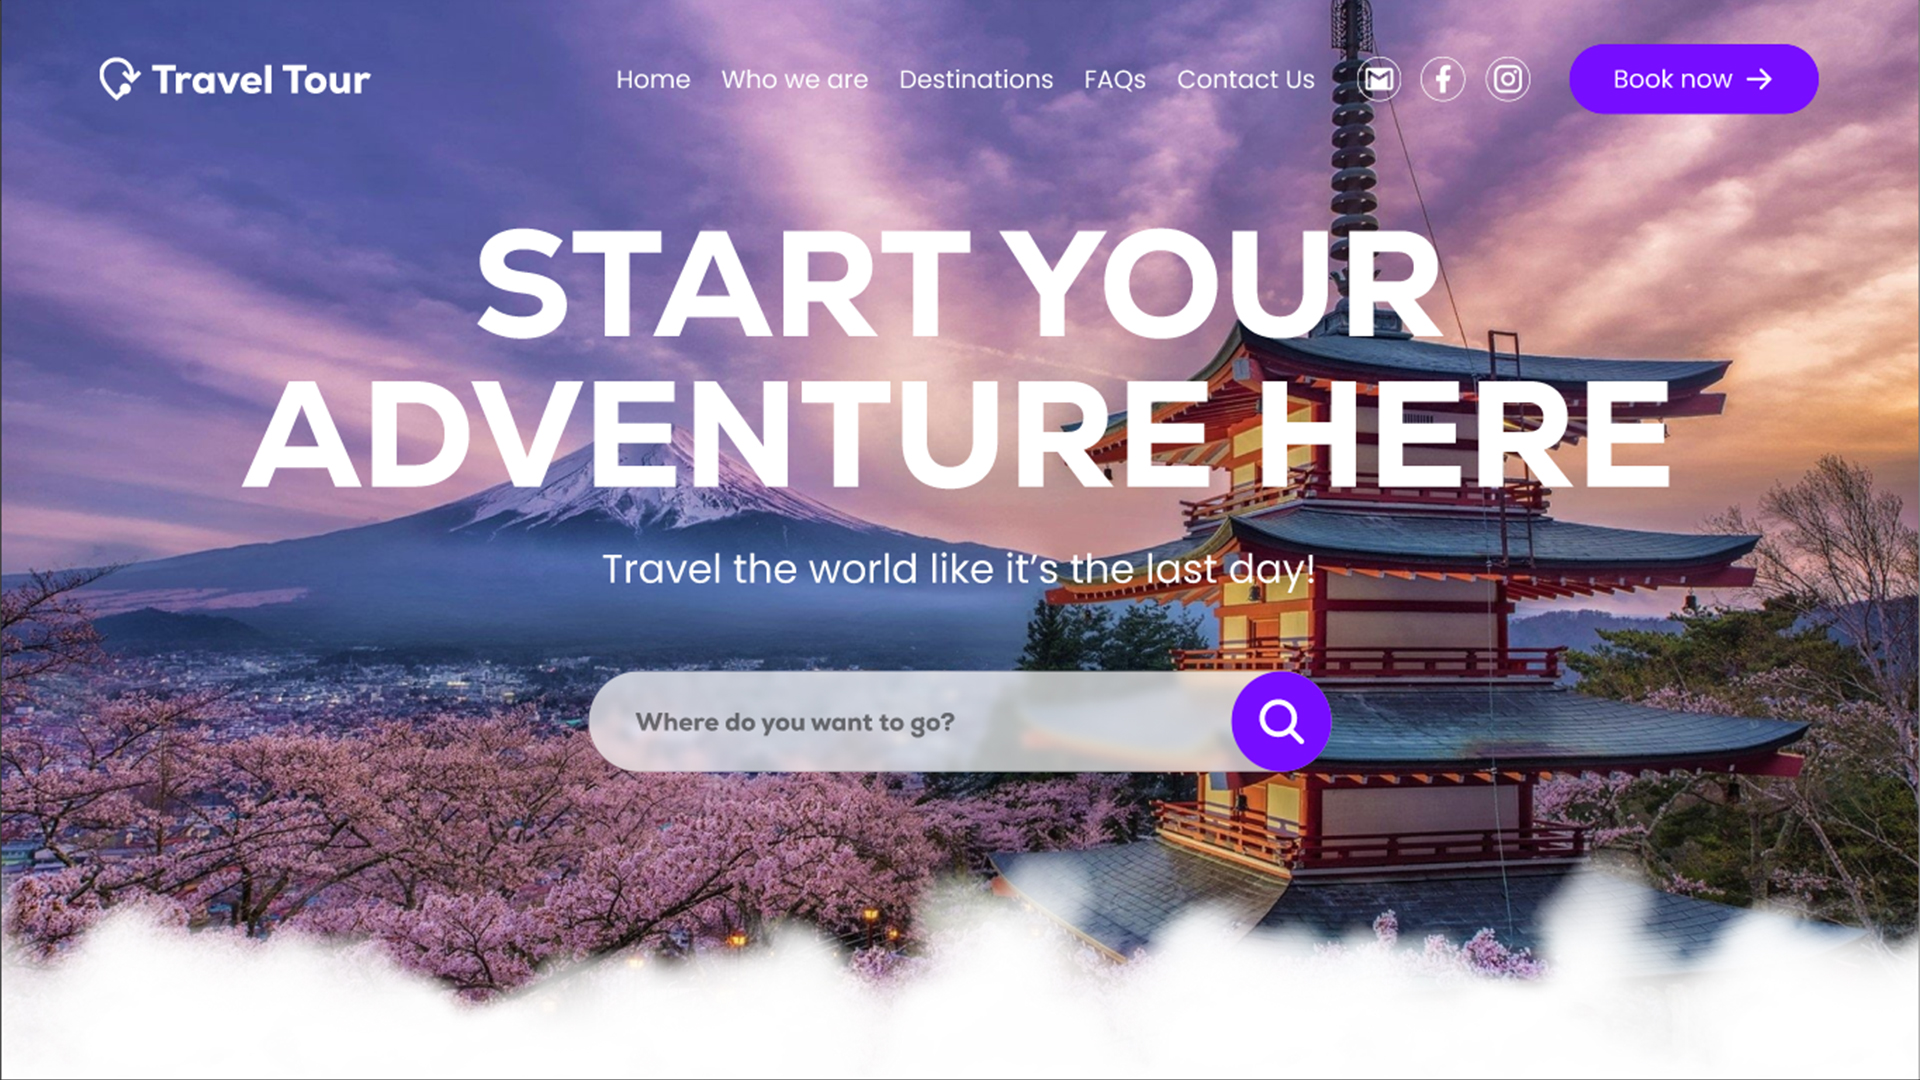 Travel Tour
Home Who we are Destinations FAQs Contact Us Book now
START YOUR
ADVENTURE HERE
Travel the world like it’s the last day!
Where do you want to go?